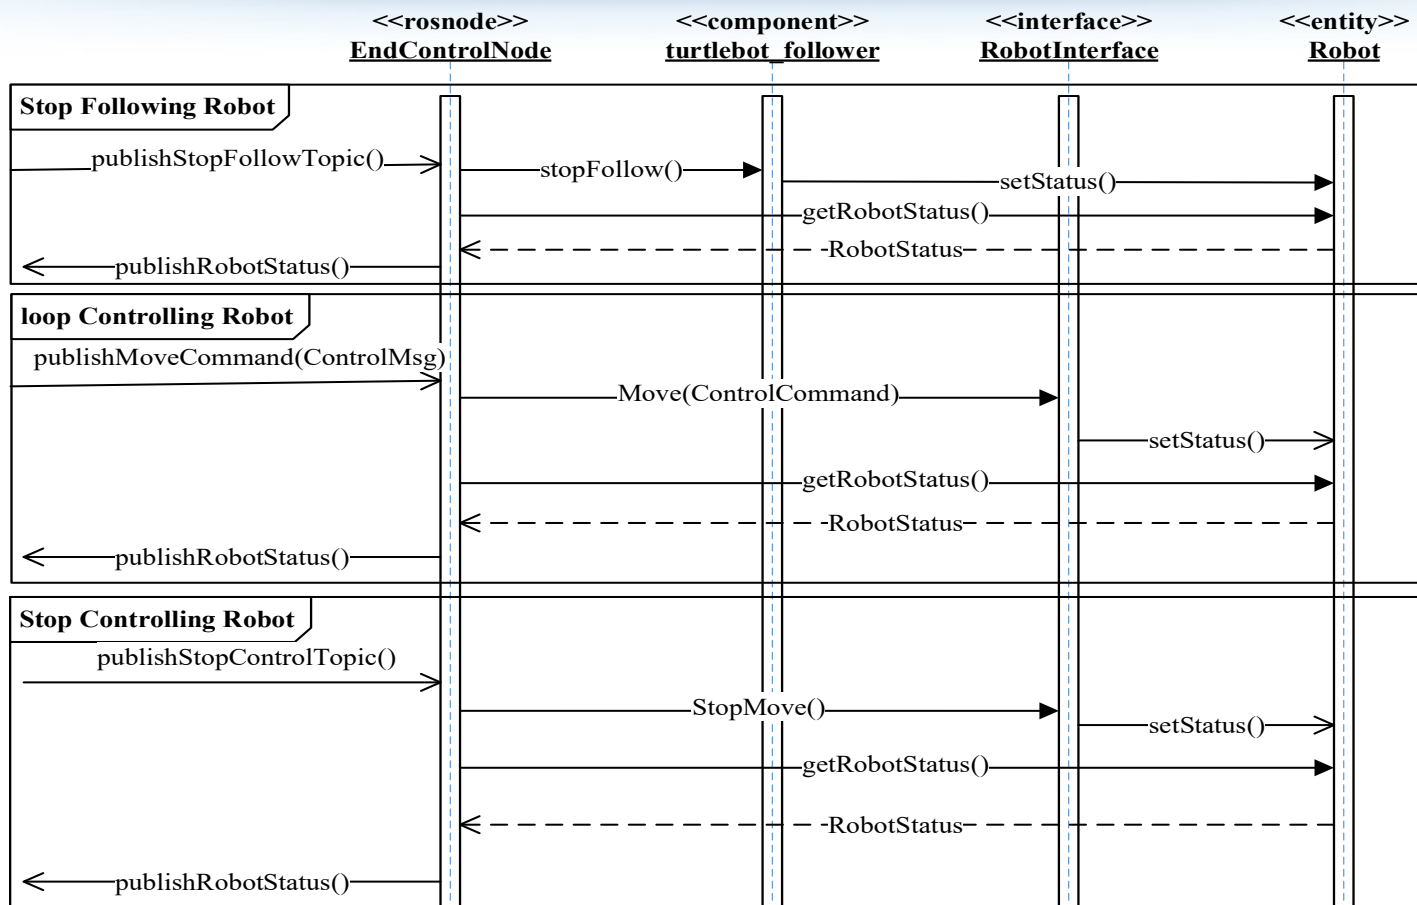 <<rosnode>>
EndControlNode
<<component>>
turtlebot_follower
<<interface>>
RobotInterface
<<entity>>
Robot
Stop Following Robot
publishStopFollowTopic()
stopFollow()
setStatus()
getRobotStatus()
RobotStatus
publishRobotStatus()
loop Controlling Robot
publishMoveCommand(ControlMsg)
Move(ControlCommand)
setStatus()
getRobotStatus()
RobotStatus
publishRobotStatus()
Stop Controlling Robot
publishStopControlTopic()
StopMove()
setStatus()
getRobotStatus()
RobotStatus
publishRobotStatus()